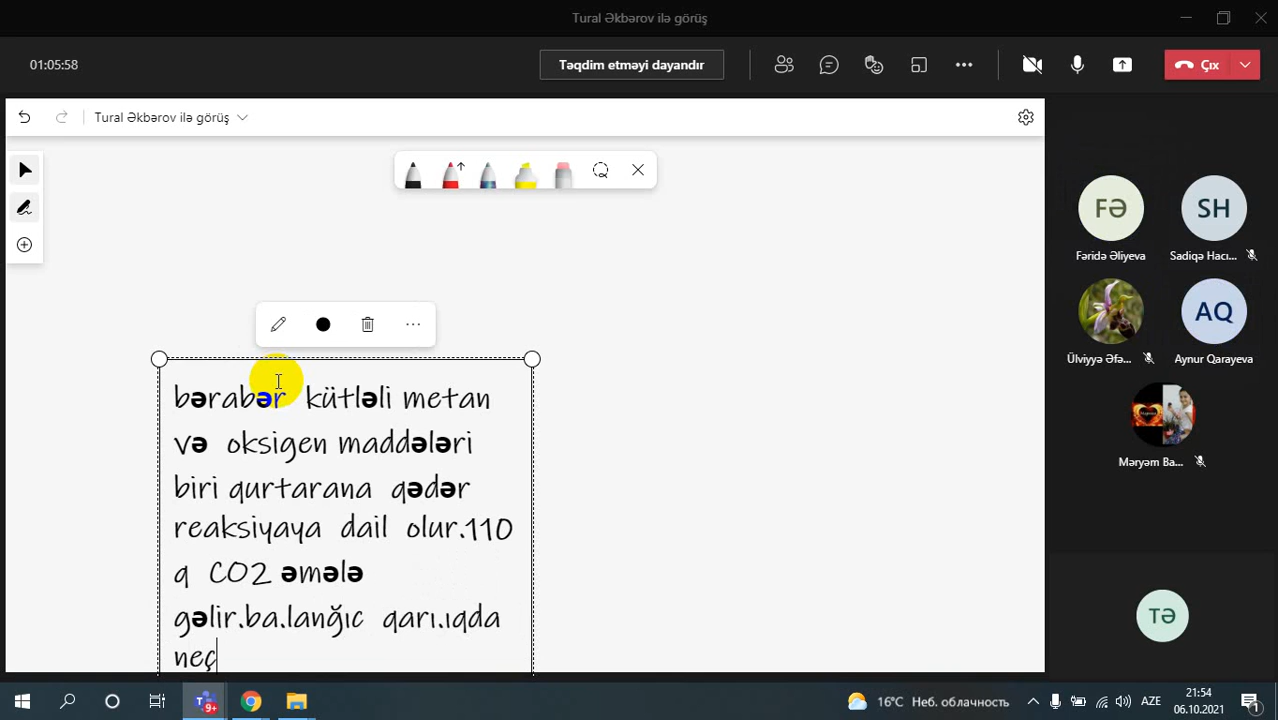 Tural Əkbərov ilə görüş
01:05:58
Təqdim etməyi dayandır
Çıx
Tural Əkbərov ilə görüş
bərabər kütləli metan
və oksigen maddələri
biri qurtarana qədər
reaksiyaya dail olur.110
q CO2 əmələ
gəlir.ba.lanğıc qarı.ıqda
neç
FƏ
Fəridə Əliyeva
SH
Sadiqə Hacı...
Ülviyyə Əfə...
AQ
Aynur Qarayeva
Məryəm Ba...
TƏ
9+
16°C Неб. облачность
AZE
21:54
06.10.2021
1